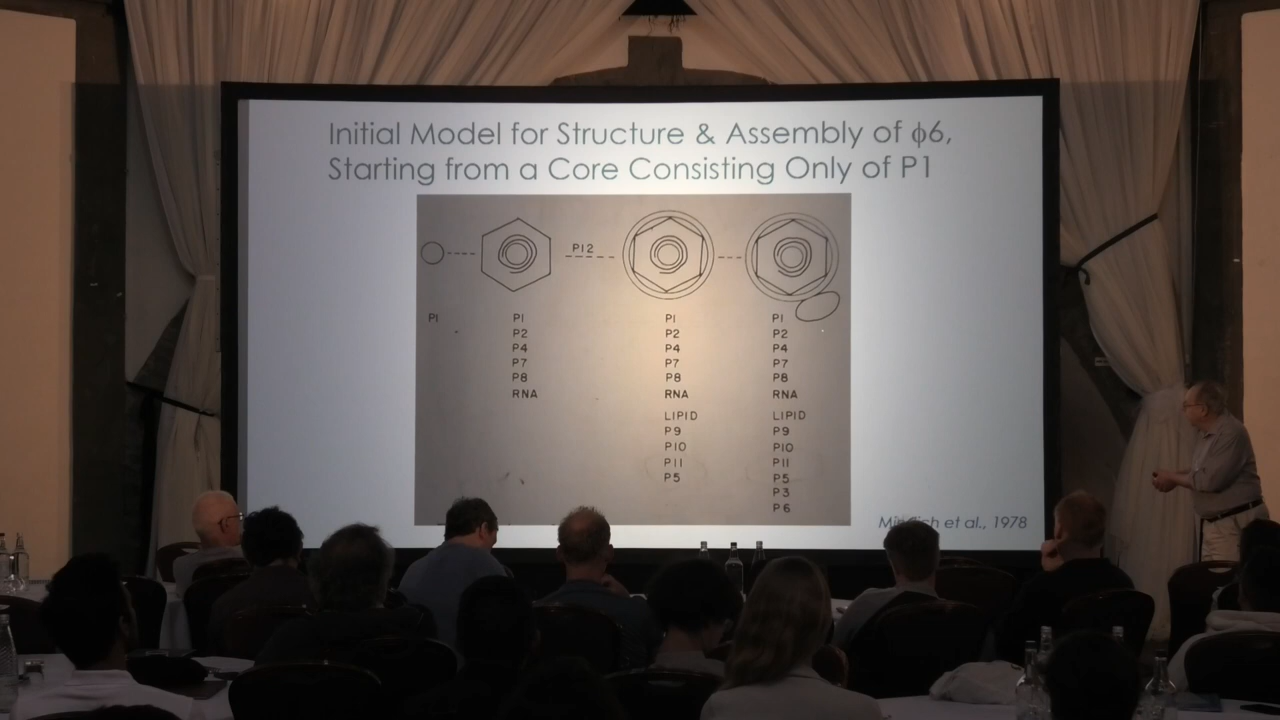 Initial Model for Structure & Assembly of ϕ6,
Starting from a Core Consisting Only of P1
P12
P1
P1
P2
P4
P7
P8
RNA
P1
P2
P4
P7
P8
RNA
LIPID
P9
P10
P11
P5
P1
P2
P4
P7
P8
RNA
LIPID
P9
P10
P11
P5
P3
P6
et al., 1978